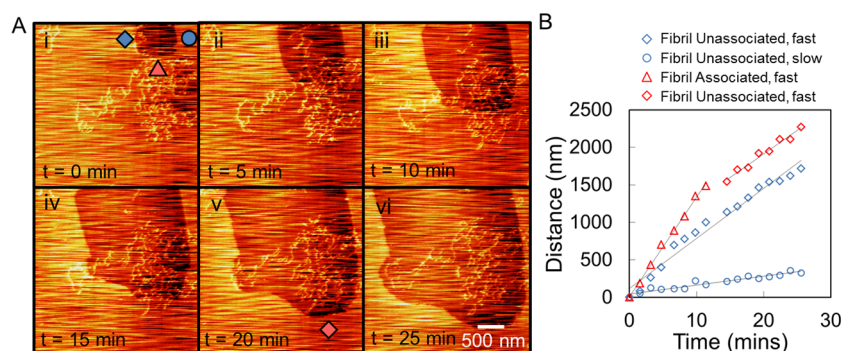 A
i
ii
iii
t = 0 min
t = 5 min
t = 10 min
iv
v
vi
t = 15 min
t = 20 min
t = 25 min
500 nm
B
Fibril Unassociated, fast
Fibril Unassociated, slow
Fibril Associated, fast
Fibril Unassociated, fast
2500
2000
1500
1000
500
0
Distance (nm)
0 10 20 30
Time (mins)